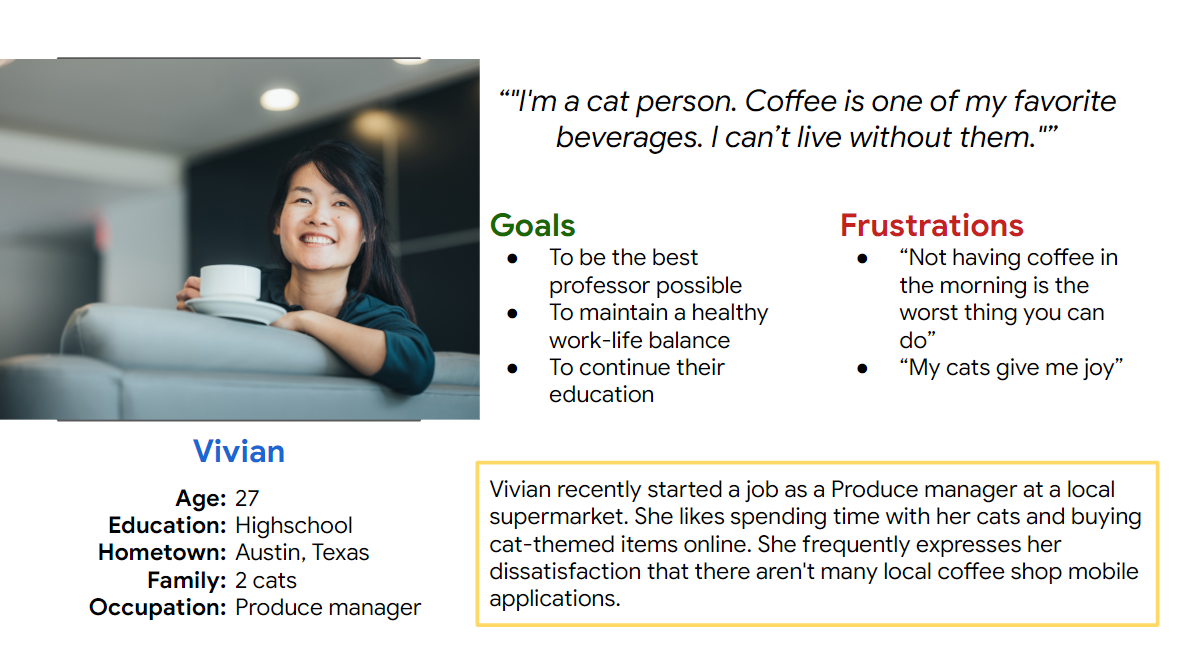 “"I'm a cat person. Coffee is one of my favorite
beverages. I can’t live without them."”
Goals
● To be the best
professor possible
● To maintain a healthy
work-life balance
● To continue their
education
Frustrations
● “Not having coffee in
the morning is the
worst thing you can
do”
● “My cats give me joy”
Vivian
Age: 27
Education: Highschool
Hometown: Austin, Texas
Family: 2 cats
Occupation: Produce manager
Vivian recently started a job as a Produce manager at a local
supermarket. She likes spending time with her cats and buying
cat-themed items online. She frequently expresses her
dissatisfaction that there aren't many local coffee shop mobile
applications.